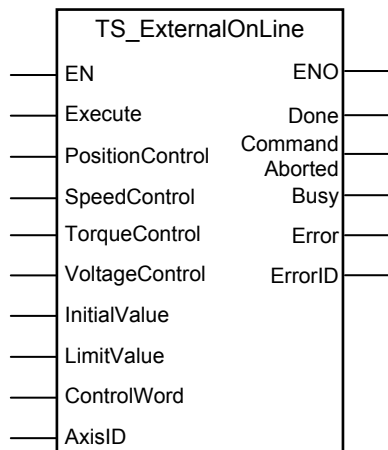 TS_ExternalOnLine
EN
ENO
Execute
Done
PositionControl
Command
Aborted
SpeedControl
Busy
TorqueControl
Error
VoltageControl
ErrorID
InitialValue
LimitValue
ControlWord
AxisID